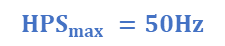 HPSmax = 50Hz